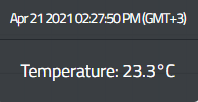 Apr 21 2021 02:27:50 PM (GMT+3)
Temperature: 23.3°C